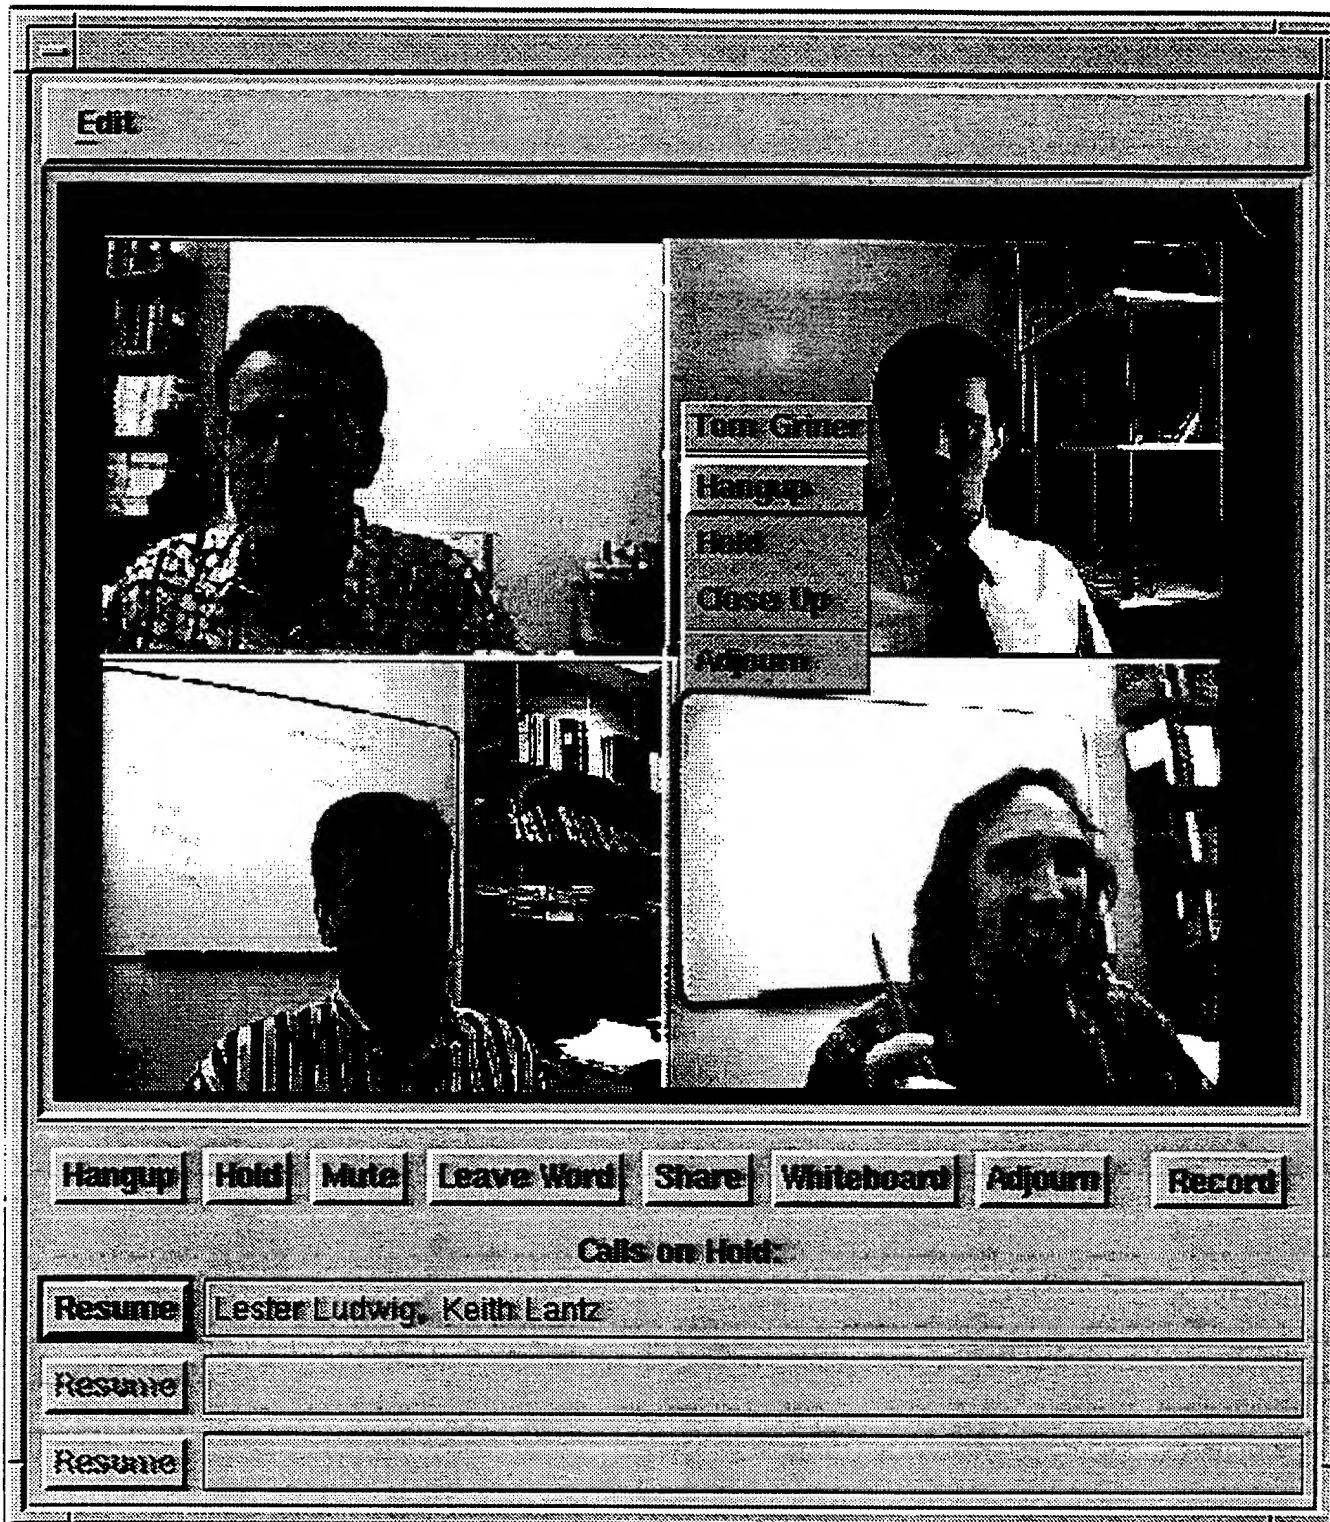 Edit
Tom Griner
Hangup
Hold
Close Up
Adjourn
Hangup Hold Mute Leave Word Share Whiteboard Adjourn Record
Calls on Hold:
Resume Lester Ludwig, Keith Lantz
Resume
Resume